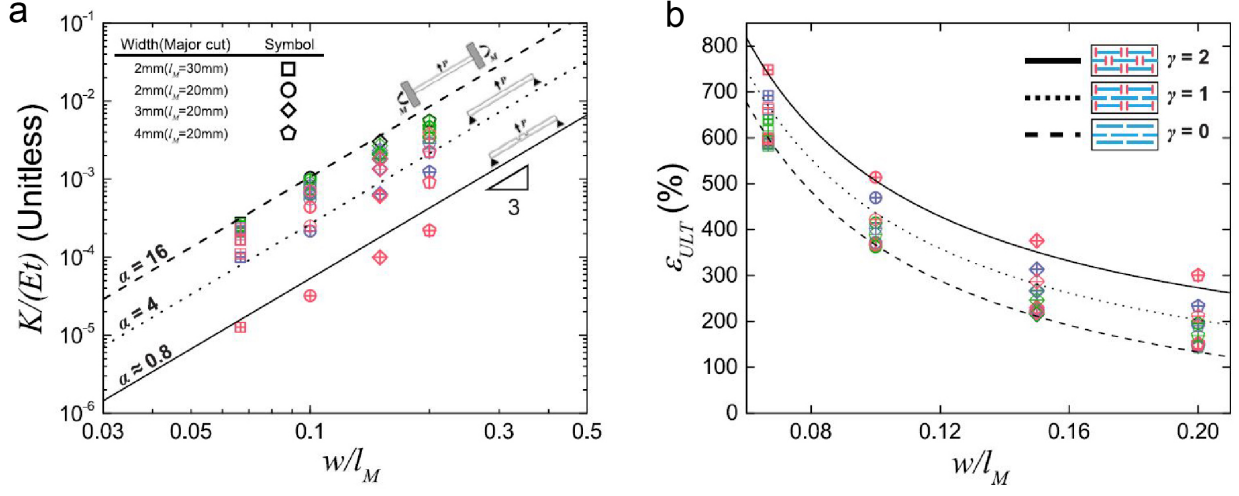 a
K/(Et) (Unitless)
10⁻¹
10⁻²
10⁻³
10⁻⁴
10⁻⁵
10⁻⁶
Width(Major cut) Symbol
2mm(l_M=30mm)
2mm(l_M=20mm)
3mm(l_M=20mm)
4mm(l_M=20mm)
M P M
P
P
α = 16
α = 4
α ≈ 0.8
3
0.03 0.05 0.1 0.3 0.5
w/l_M
b
ε_ULT (%)
800
700
600
500
400
300
200
100
0
γ = 2
γ = 1
γ = 0
0.08 0.12 0.16 0.20
w/l_M